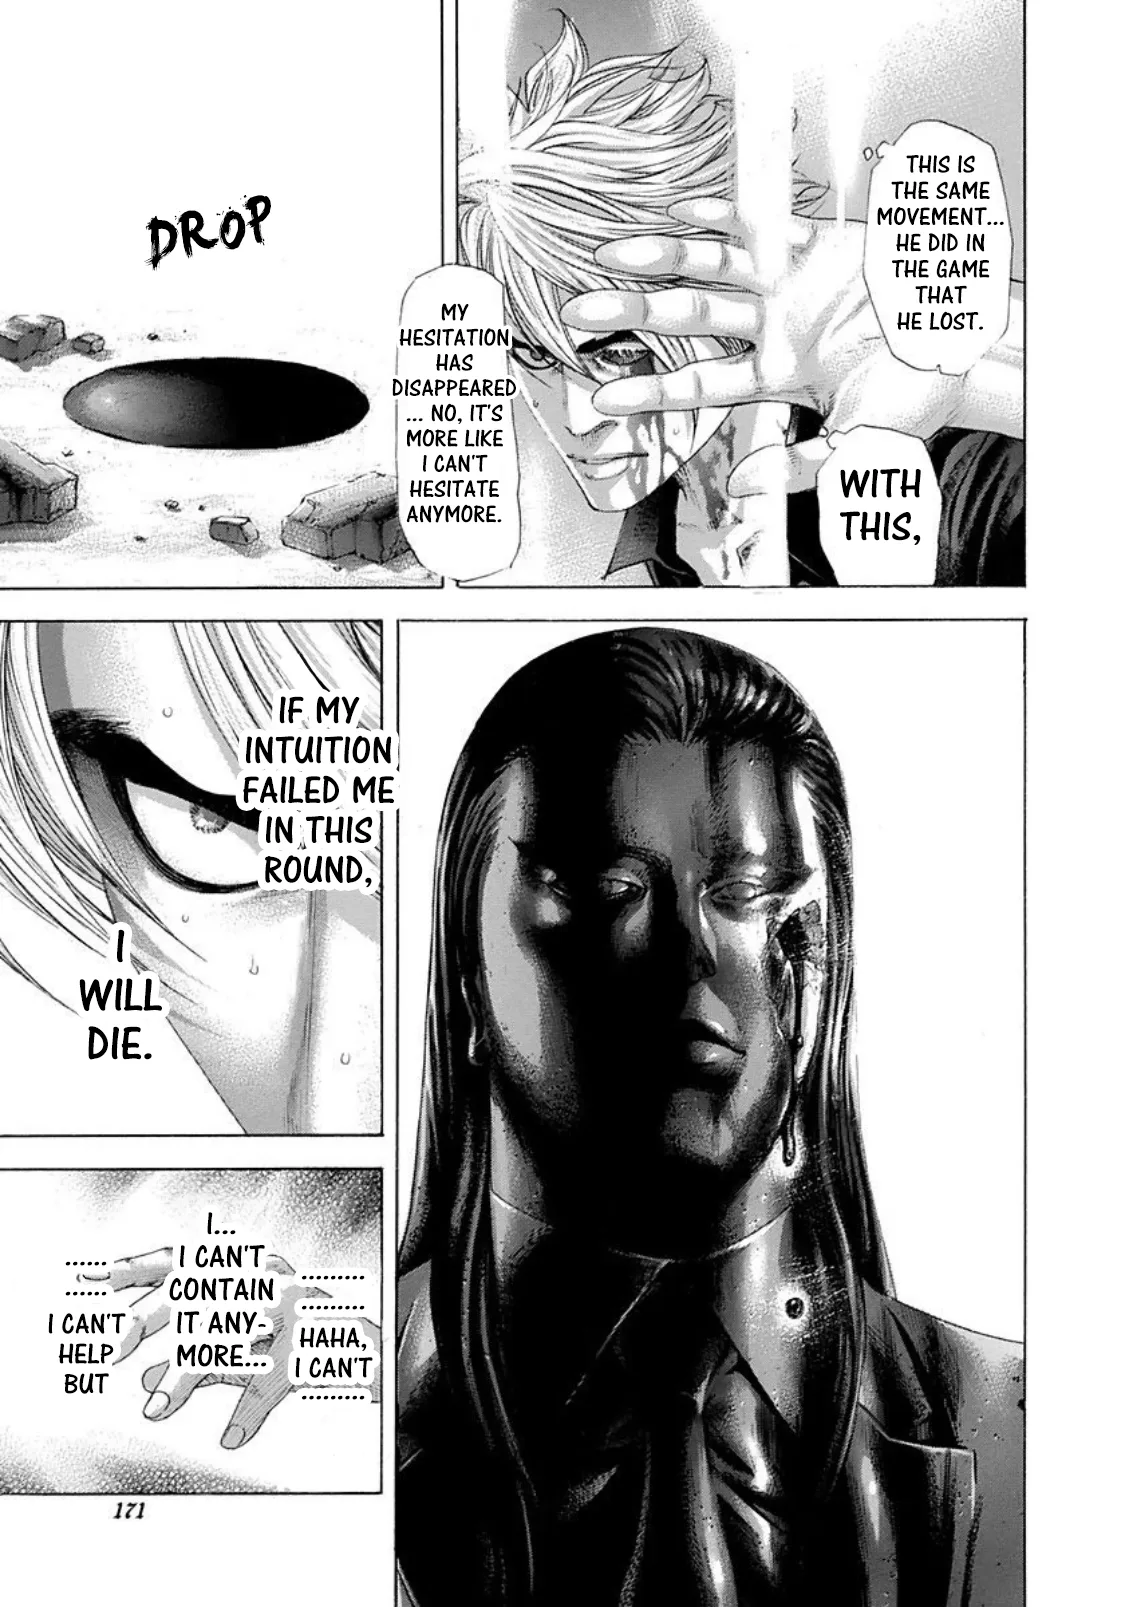 THIS IS
THE SAME
MOVEMENT...
HE DID IN
THE GAME
THAT
HE LOST.
WITH
THIS,
MY
HESITATION
HAS
DISAPPEARED
... NO, IT'S
MORE LIKE
I CAN'T
HESITATE
ANYMORE.
DROP
IF MY
INTUITION
FAILED ME
IN THIS
ROUND,
I
WILL
DIE.
..........
..........
HAHA,
I CAN'T
..........
I...
I CAN'T
CONTAIN
IT ANY-
MORE...
......
......
I CAN'T
HELP
BUT
171